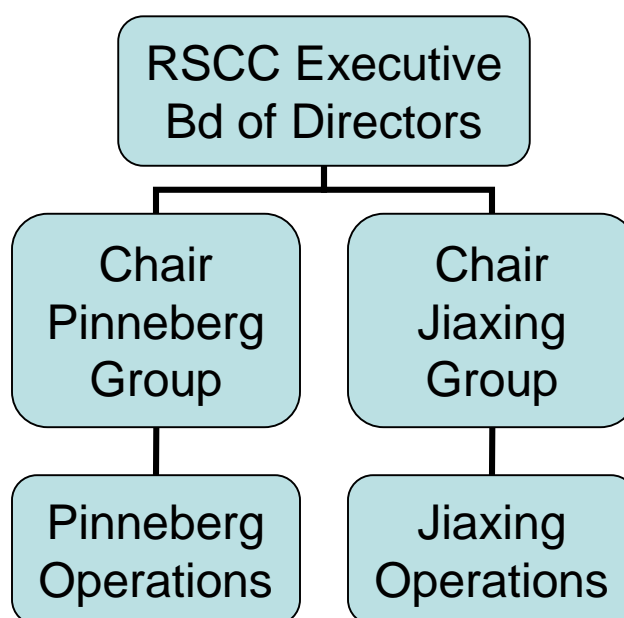 RSCC Executive
Bd of Directors
Chair
Pinneberg
Group
Chair
Jiaxing
Group
Pinneberg
Operations
Jiaxing
Operations